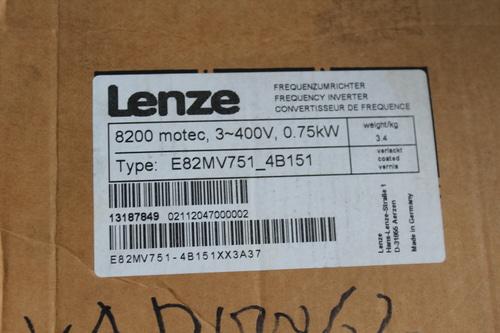 Lenze
FREQUENZUMRICHTER
FREQUENCY INVERTER
CONVERTISSEUR DE FREQUENCE
8200 motec, 3~400V, 0.75kW
weight/kg
3.4
Type: E82MV751_4B151
verlackt
coated
vernis
13187849 02112047000002
E82MV751-4B151XX3A37
Lenze
Hans-Lenze-Straße 1
D-31855 Aerzen
Made in Germany